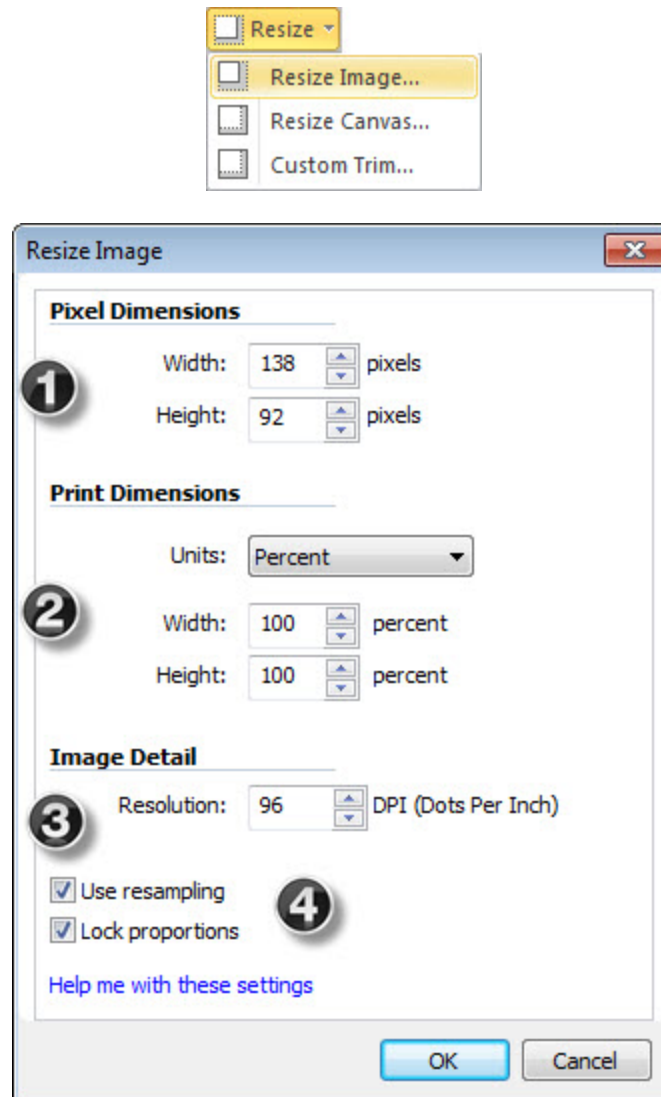 Resize
Resize Image...
Resize Canvas...
Custom Trim...
Resize Image
Pixel Dimensions
1
Width: 138 pixels
Height: 92 pixels
Print Dimensions
Units: Percent
2
Width: 100 percent
Height: 100 percent
Image Detail
3
Resolution: 96 DPI (Dots Per Inch)
Use resampling
4
Lock proportions
Help me with these settings
OK Cancel